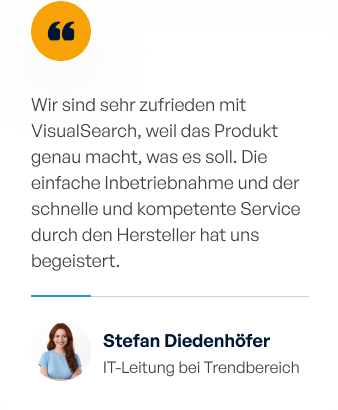 Wir sind sehr zufrieden mit
VisualSearch, weil das Produkt
genau macht, was es soll. Die
einfache Inbetriebnahme und der
schnelle und kompetente Service
durch den Hersteller hat uns
begeistert.
Stefan Diedenhöfer
IT-Leitung bei Trendbereich